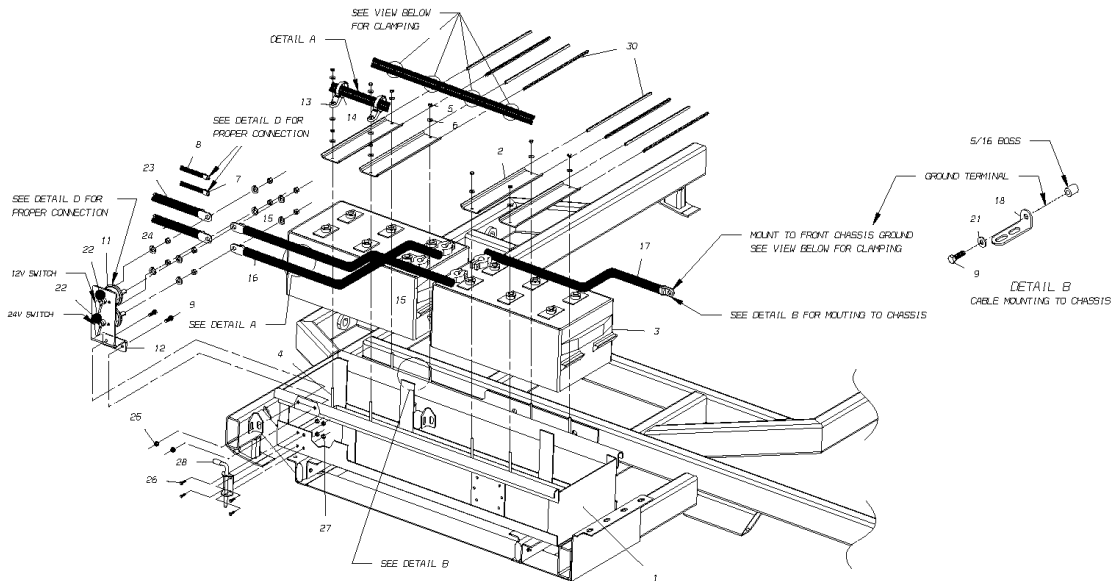 SEE VIEW BELOW
FOR CLAMPING
DETAIL A
30
13
14
5
6
SEE DETAIL D FOR
PROPER CONNECTION
8
7
23
2
5/16 BOSS
GROUND TERMINAL
18
21
9
SEE DETAIL D FOR
PROPER CONNECTION
24
15
MOUNT TO FRONT CHASSIS GROUND
SEE VIEW BELOW FOR CLAMPING
17
11
22
16
12V SWITCH
22
9
15
DETAIL B
CABLE MOUNTING TO CHASSIS
24V SWITCH
SEE DETAIL A
SEE DETAIL B FOR MOUTING TO CHASSIS
3
12
4
25
28
26
27
SEE DETAIL B
1